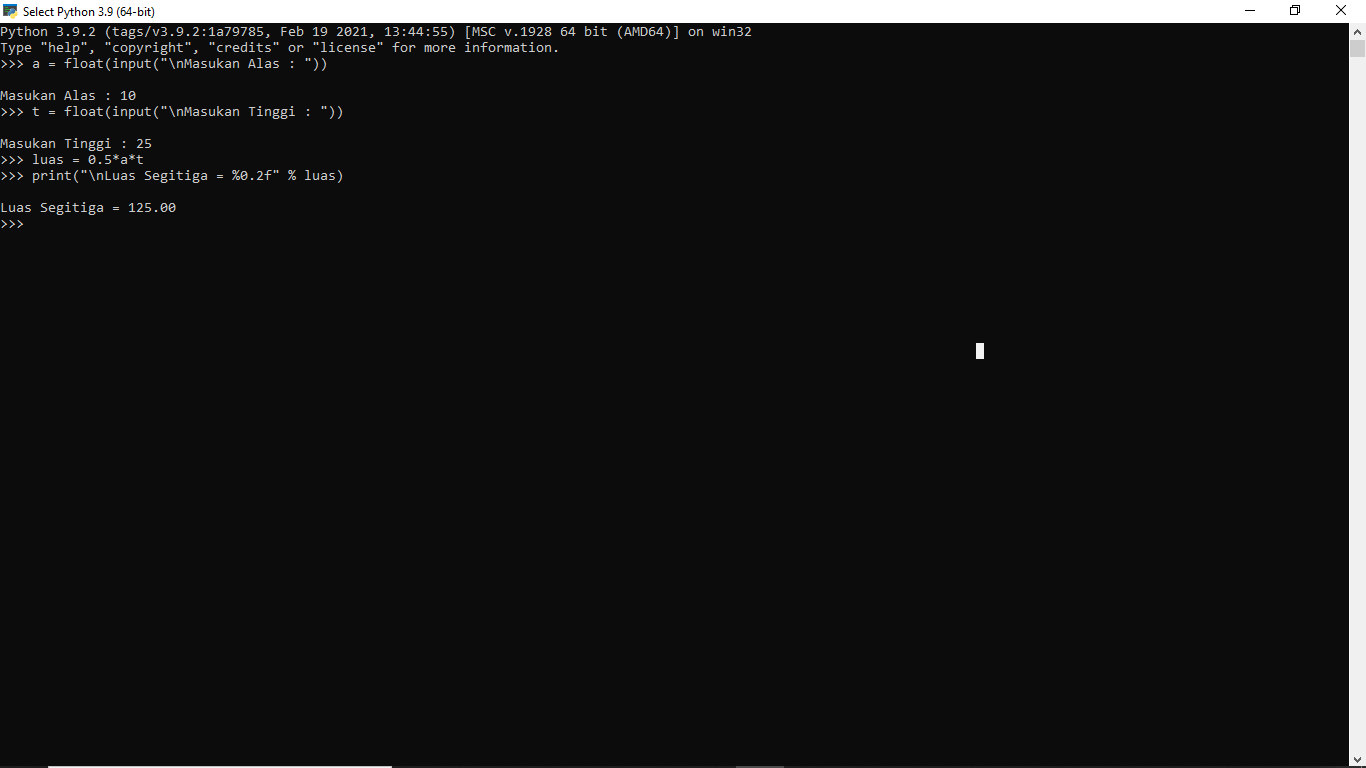 Select Python 3.9 (64-bit)
Python 3.9.2 (tags/v3.9.2:1a79785, Feb 19 2021, 13:44:55) [MSC v.1928 64 bit (AMD64)] on win32
Type "help", "copyright", "credits" or "license" for more information.
>>> a = float(input("\nMasukan Alas : "))
Masukan Alas : 10
>>> t = float(input("\nMasukan Tinggi : "))
Masukan Tinggi : 25
>>> luas = 0.5*a*t
>>> print("\nLuas Segitiga = %0.2f" % luas)
Luas Segitiga = 125.00
>>>